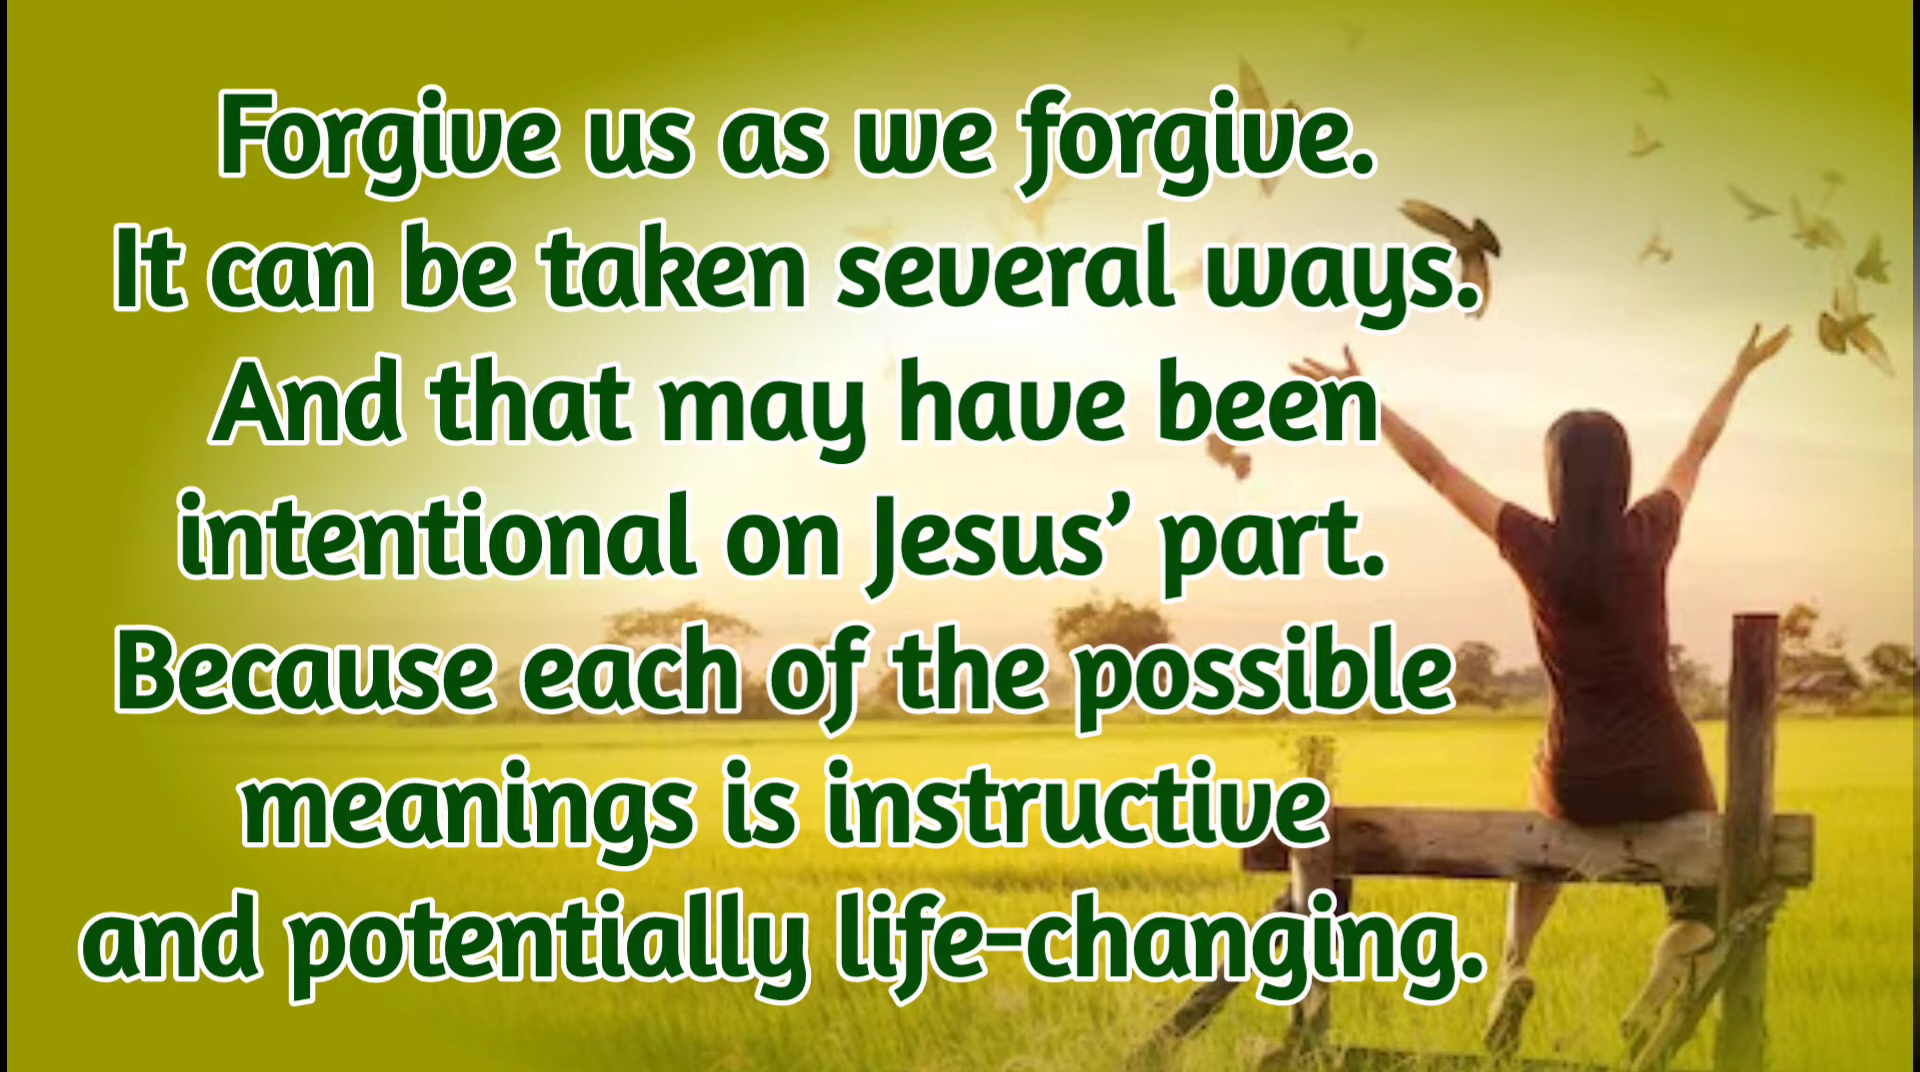 Forgive us as we forgive.
It can be taken several ways.
And that may have been
intentional on Jesus’ part.
Because each of the possible
meanings is instructive
and potentially life-changing.